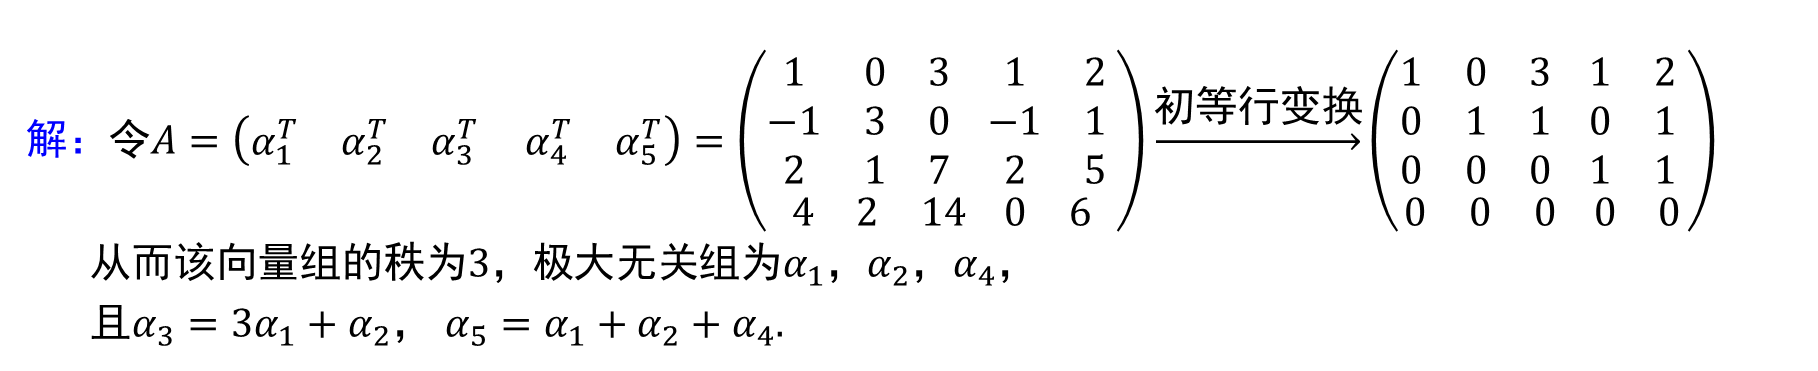 解：令A = (α₁ᵀ α₂ᵀ α₃ᵀ α₄ᵀ α₅ᵀ) = ( 1 0 3 1 2 初等行变换 ( 1 0 3 1 2
−1 3 0 −1 1 0 1 1 0 1
2 1 7 2 5 0 0 0 1 1
4 2 14 0 6 ) → 0 0 0 0 0 )
从而该向量组的秩为3，极大无关组为α₁，α₂，α₄，
且α₃ = 3α₁ + α₂， α₅ = α₁ + α₂ + α₄.